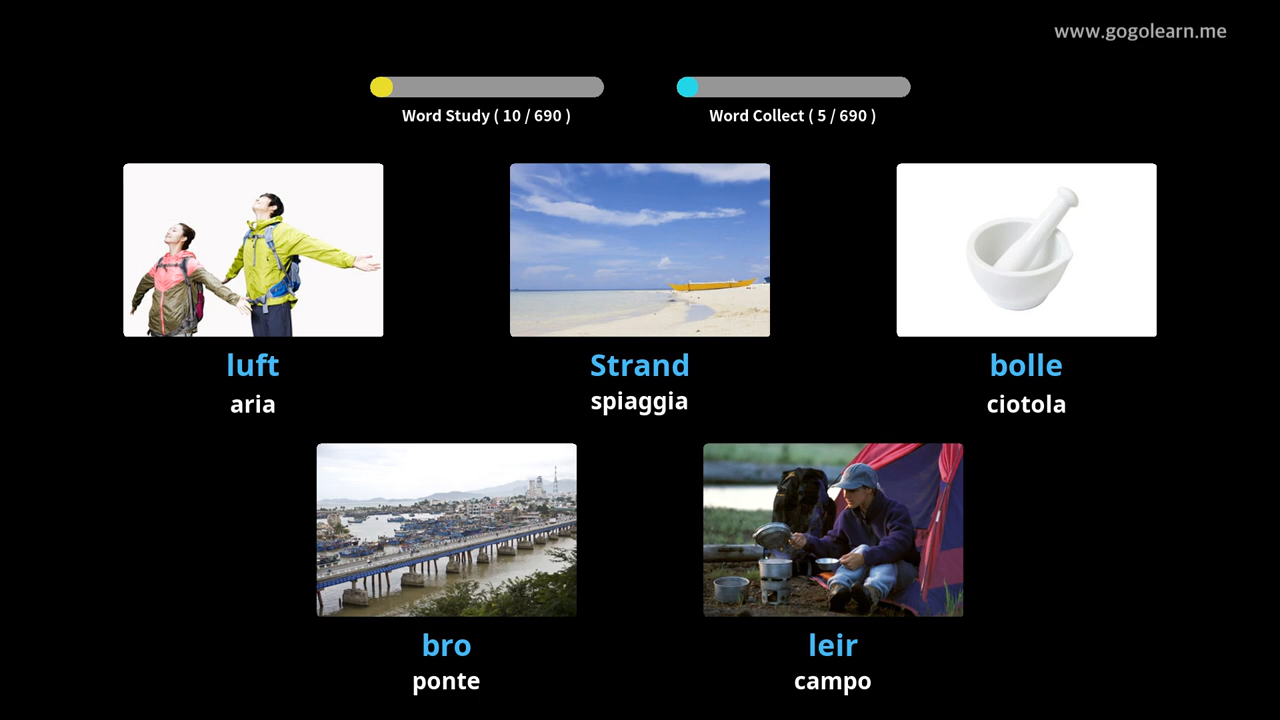 www.gogolearn.me
Word Study ( 10 / 690 )
Word Collect ( 5 / 690 )
luft
aria
Strand
spiaggia
bolle
ciotola
bro
ponte
leir
campo